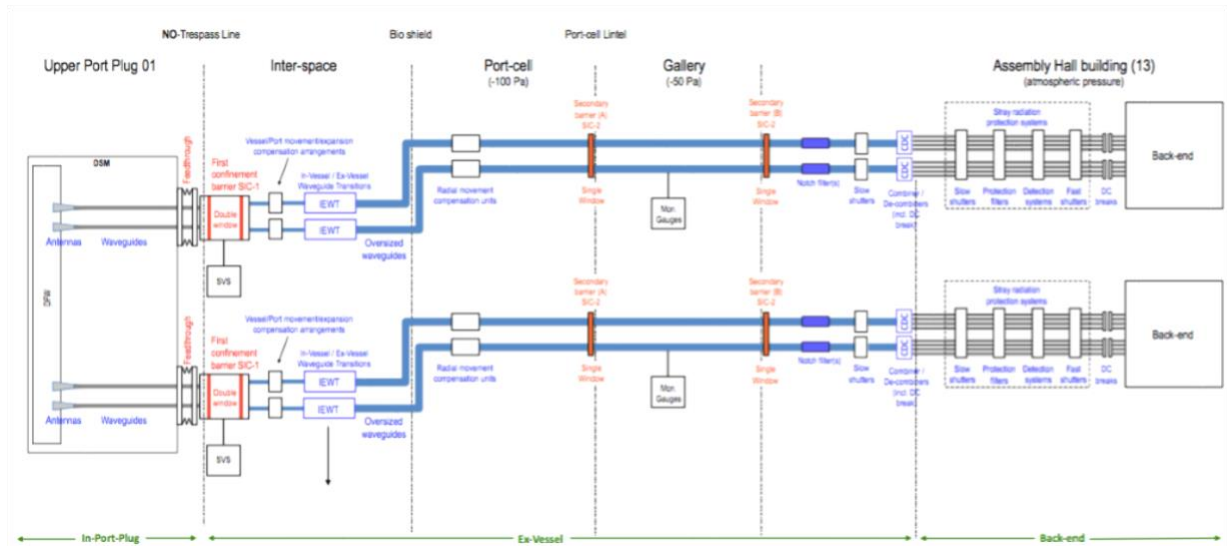 NO-Trespass Line
Bio shield
Port-cell Lintel
Upper Port Plug 01
Inter-space
Port-cell
(-100 Pa)
Gallery
(-50 Pa)
Assembly Hall building (13)
(atmospheric pressure)
DSM
DFW
Antennas
Waveguides
Feedthrough
First
confinement
barrier SIC-1
Double
window
SVS
Vessel/Port movement/expansion
compensation arrangements
In-Vessel / Ex-Vessel
Waveguide Transitions
IEWT
IEWT
Oversized
waveguides
Radial movement
compensation units
Secondary
barrier (A)
SIC-2
Single
Window
Mon.
Gauges
Secondary
barrier (B)
SIC-2
Single
Window
Notch filter(s)
Slow
shutters
CDC
CDC
Combiner /
De-combiners
(incl. DC
break)
Stray radiation
protection systems
Slow
shutters
Protection
filters
Detection
systems
Fast
shutters
DC
breaks
Back-end
Antennas
Waveguides
Feedthrough
First
confinement
barrier SIC-1
Double
window
SVS
Vessel/Port movement/expansion
compensation arrangements
In-Vessel / Ex-Vessel
Waveguide Transitions
IEWT
IEWT
Oversized
waveguides
Radial movement
compensation units
Secondary
barrier (A)
SIC-2
Single
Window
Mon.
Gauges
Secondary
barrier (B)
SIC-2
Single
Window
Notch filter(s)
Slow
shutters
CDC
CDC
Combiner /
De-combiners
(incl. DC
break)
Stray radiation
protection systems
Slow
shutters
Protection
filters
Detection
systems
Fast
shutters
DC
breaks
Back-end
In-Port-Plug
Ex-Vessel
Back-end